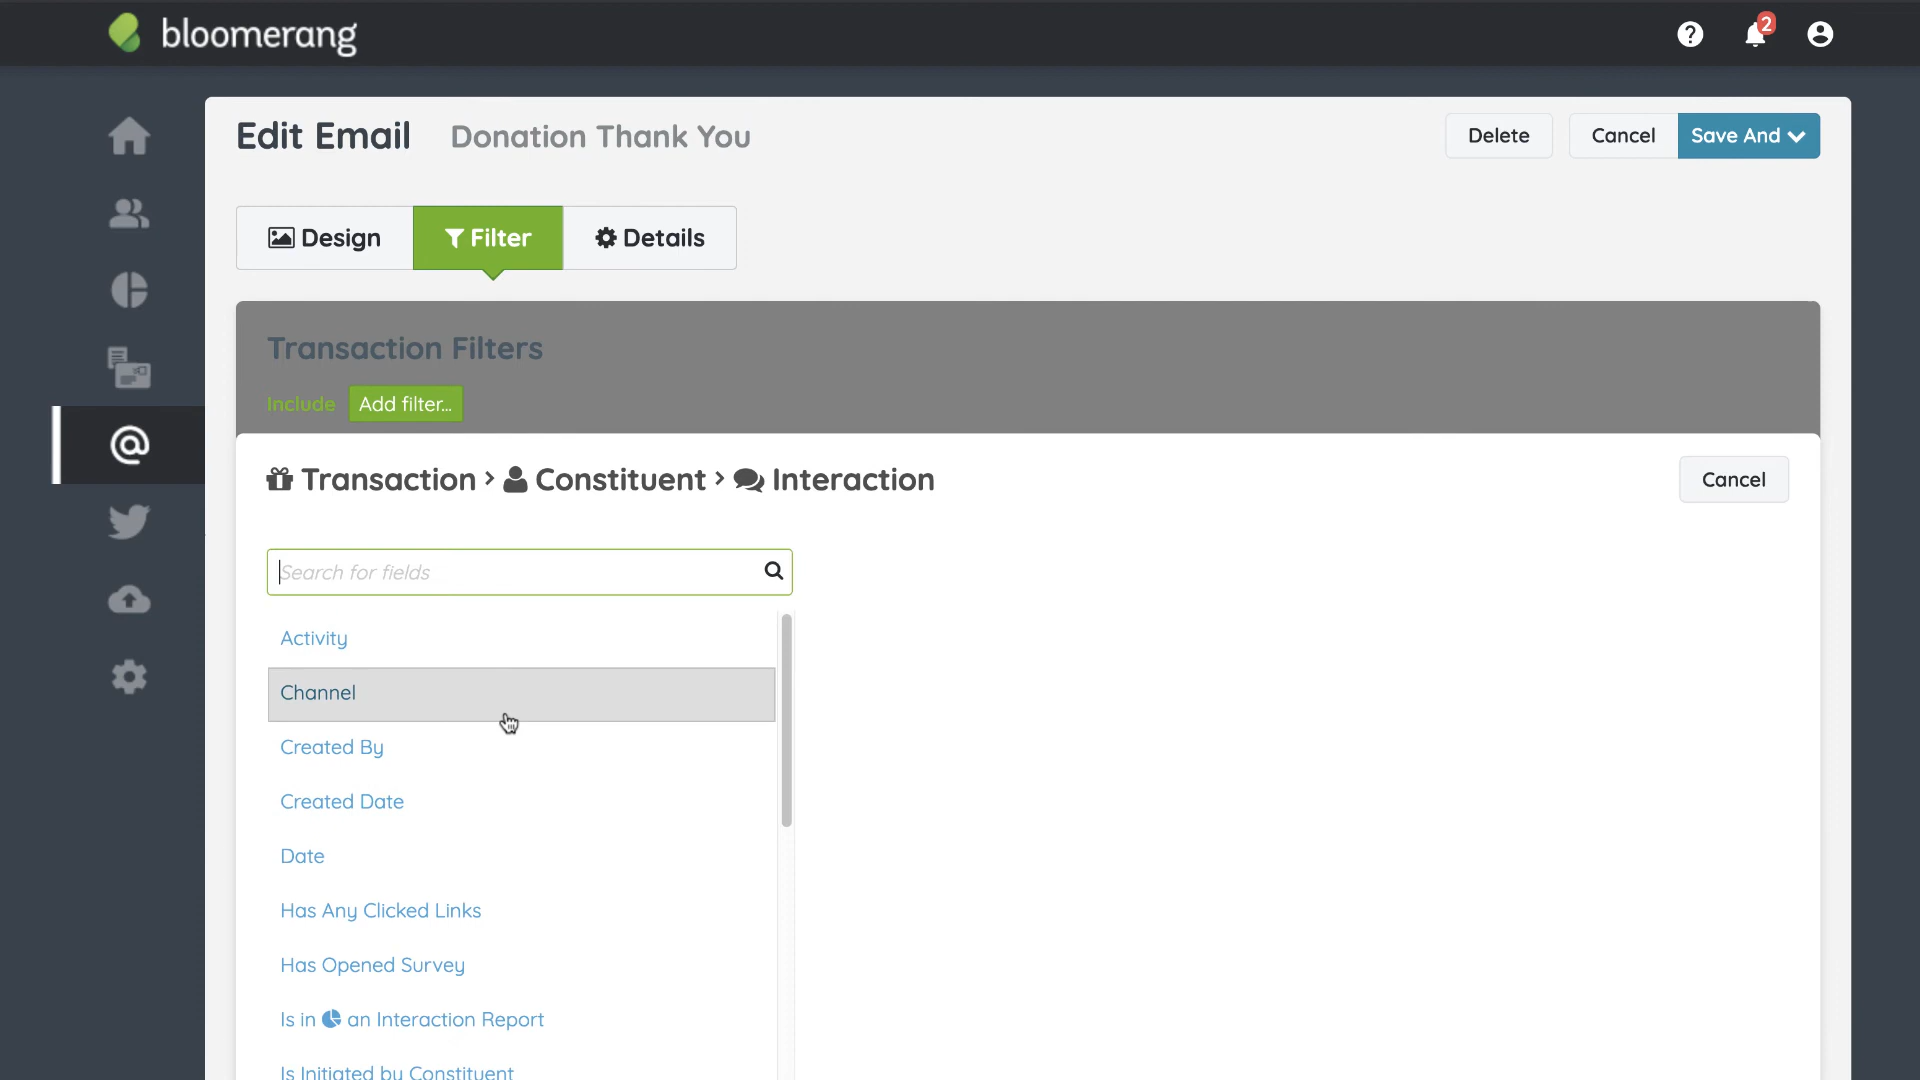 bloomerang
2
Edit Email Donation Thank You
Delete Cancel Save And
Design Filter Details
Transaction Filters
Include Add filter...
Transaction > Constituent > Interaction Cancel
Search for fields
Activity
Channel
Created By
Created Date
Date
Has Any Clicked Links
Has Opened Survey
Is in an Interaction Report
Is Initiated by Constituent